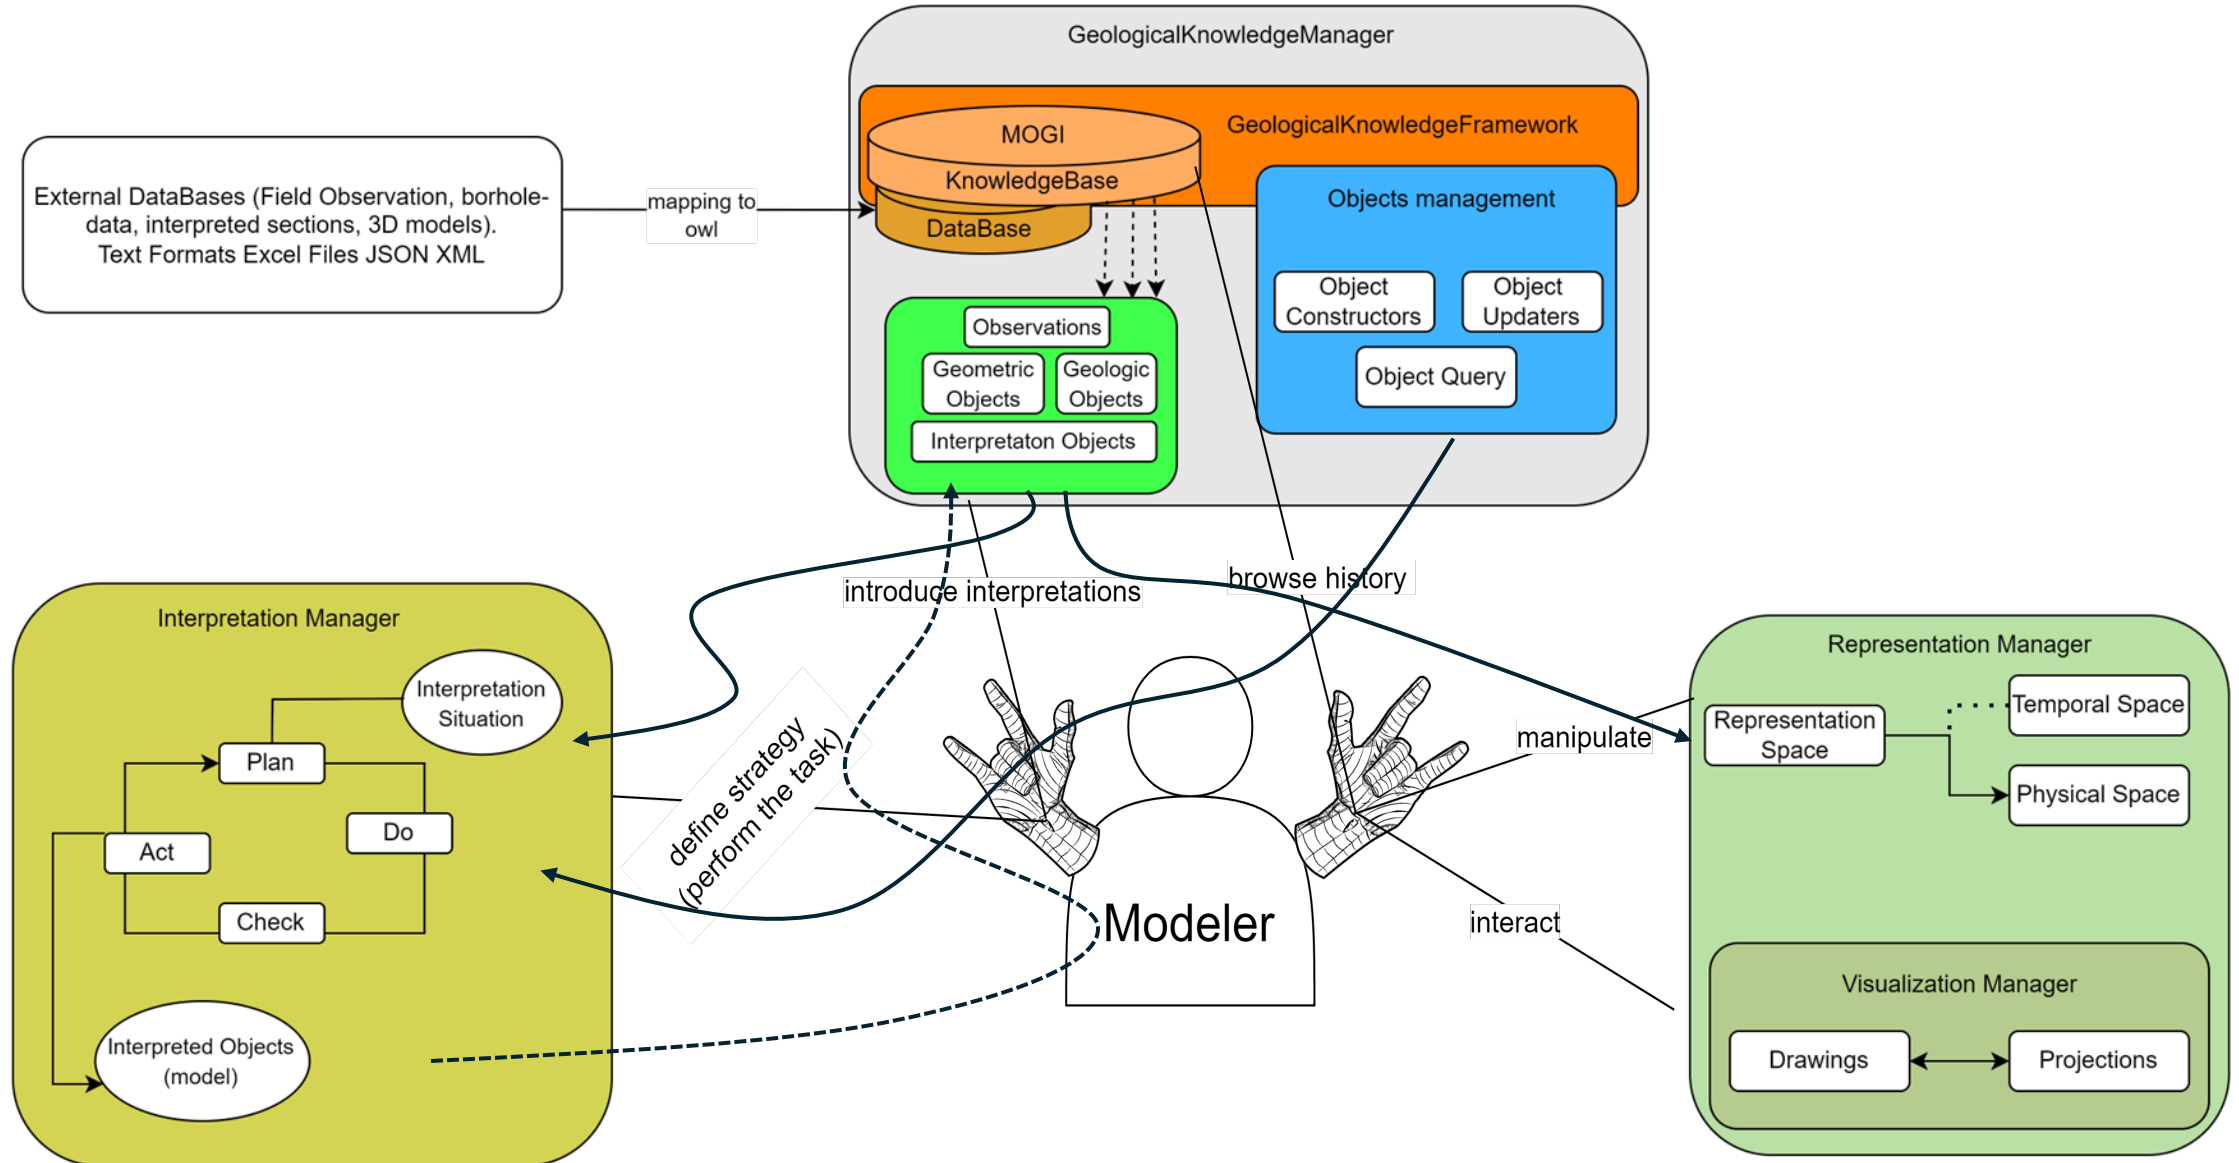 GeologicalKnowledgeManager
GeologicalKnowledgeFramework
MOGI
KnowledgeBase
DataBase
Objects management
Object
Constructors
Object
Updaters
Object Query
External DataBases (Field Observation, borhole-
data, interpreted sections, 3D models).
Text Formats Excel Files JSON XML
mapping to
owl
Observations
Geometric
Objects
Geologic
Objects
Interpretaton Objects
introduce interpretations
browse history
Interpretation Manager
Interpretation
Situation
Plan
Do
Act
Check
Interpreted Objects
(model)
define strategy
(perform the task)
Modeler
manipulate
interact
Representation Manager
Representation
Space
Temporal Space
Physical Space
Visualization Manager
Drawings
Projections